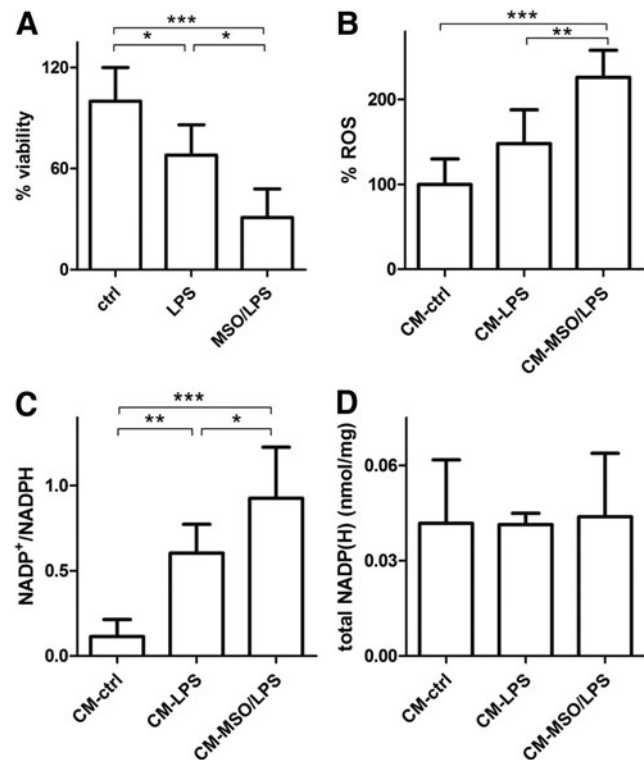 A
***
*
*
120
60
0
% viability
ctrl
LPS
MSO/LPS
B
***
**
200
100
0
% ROS
CM-ctrl
CM-LPS
CM-MSO/LPS
C
***
**
*
1.0
0.5
0.0
NADP⁺/NADPH
CM-ctrl
CM-LPS
CM-MSO/LPS
D
0.06
0.03
0.00
total NADP(H) (nmol/mg)
CM-ctrl
CM-LPS
CM-MSO/LPS